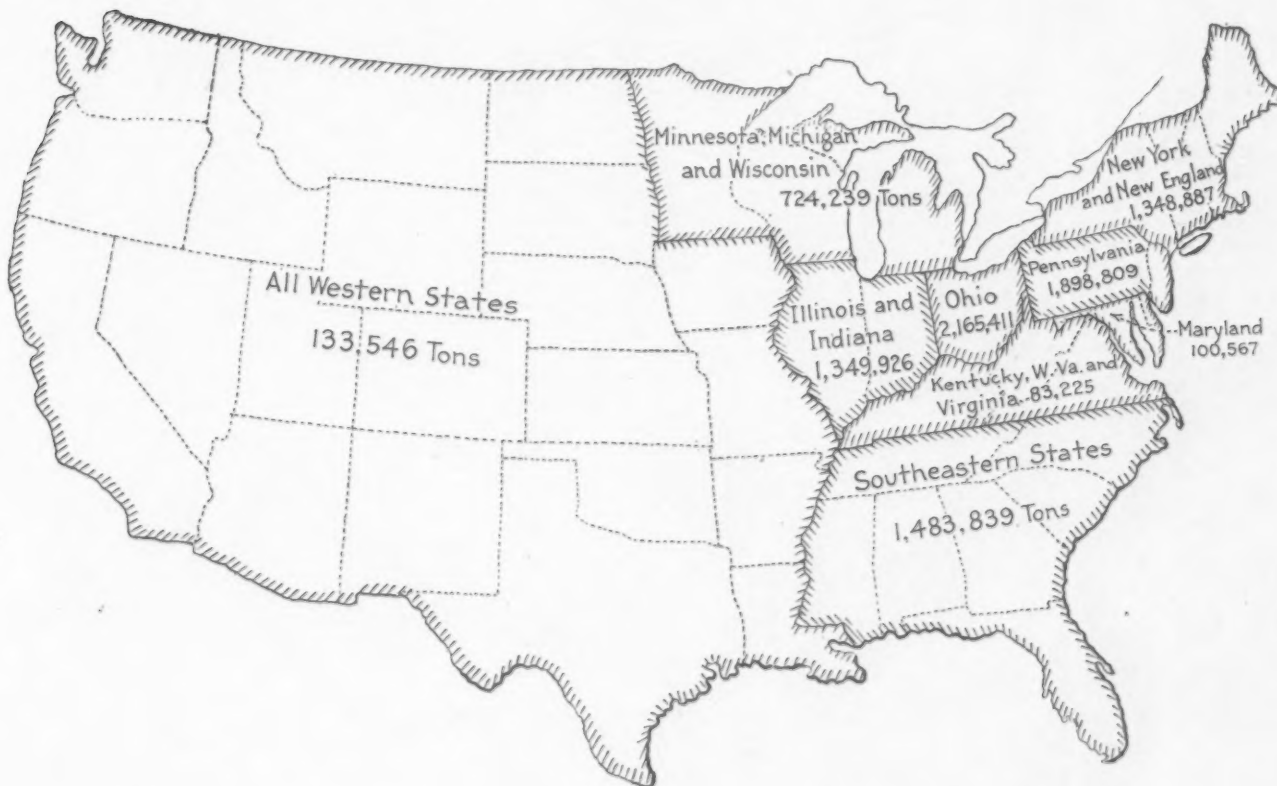 Minnesota, Michigan
and Wisconsin
724,239 Tons
New York
and New England
1,348,887
Pennsylvania
1,898,809
All Western States
133,546 Tons
Illinois and
Indiana
1,349,926
Ohio
2,165,411
Maryland
100,567
Kentucky, W.Va. and
Virginia..83,225
Southeastern States
1,483,839 Tons